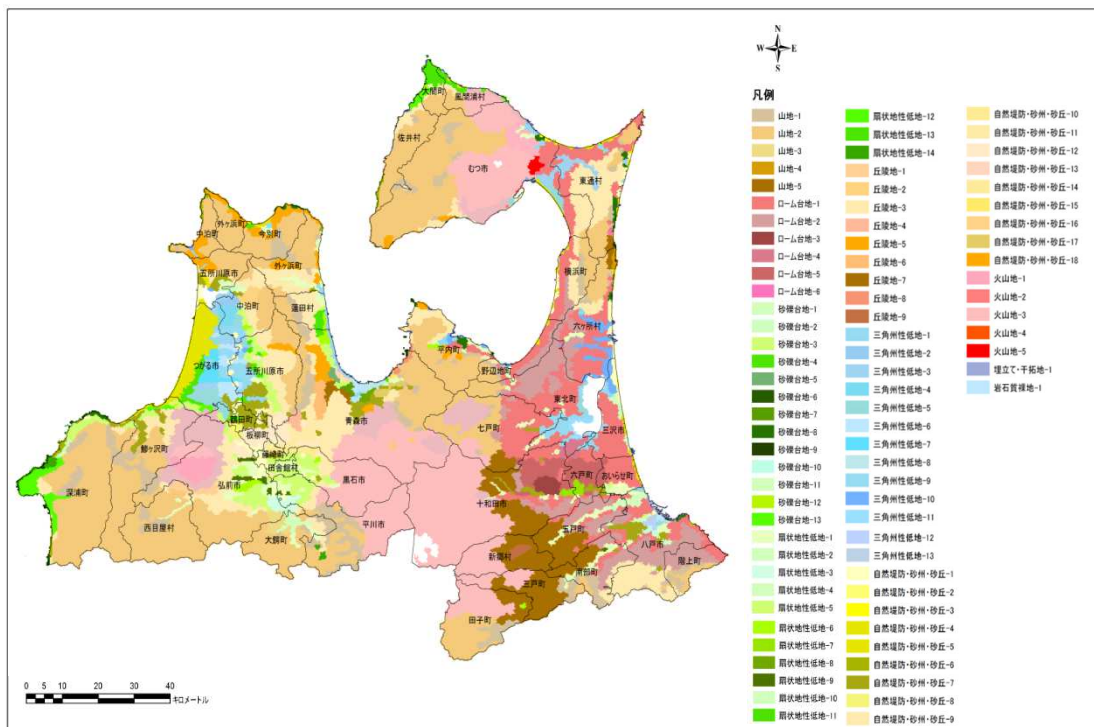 N
W
E
S
凡例
山地-1
山地-2
山地-3
山地-4
山地-5
ローム台地-1
ローム台地-2
ローム台地-3
ローム台地-4
ローム台地-5
ローム台地-6
砂礫台地-1
砂礫台地-2
砂礫台地-3
砂礫台地-4
砂礫台地-5
砂礫台地-6
砂礫台地-7
砂礫台地-8
砂礫台地-9
砂礫台地-10
砂礫台地-11
砂礫台地-12
砂礫台地-13
扇状地性低地-1
扇状地性低地-2
扇状地性低地-3
扇状地性低地-4
扇状地性低地-5
扇状地性低地-6
扇状地性低地-7
扇状地性低地-8
扇状地性低地-9
扇状地性低地-10
扇状地性低地-11
扇状地性低地-12
扇状地性低地-13
扇状地性低地-14
丘陵地-1
丘陵地-2
丘陵地-3
丘陵地-4
丘陵地-5
丘陵地-6
丘陵地-7
丘陵地-8
丘陵地-9
三角州性低地-1
三角州性低地-2
三角州性低地-3
三角州性低地-4
三角州性低地-5
三角州性低地-6
三角州性低地-7
三角州性低地-8
三角州性低地-9
三角州性低地-10
三角州性低地-11
三角州性低地-12
三角州性低地-13
自然堤防・砂州・砂丘-1
自然堤防・砂州・砂丘-2
自然堤防・砂州・砂丘-3
自然堤防・砂州・砂丘-4
自然堤防・砂州・砂丘-5
自然堤防・砂州・砂丘-6
自然堤防・砂州・砂丘-7
自然堤防・砂州・砂丘-8
自然堤防・砂州・砂丘-9
自然堤防・砂州・砂丘-10
自然堤防・砂州・砂丘-11
自然堤防・砂州・砂丘-12
自然堤防・砂州・砂丘-13
自然堤防・砂州・砂丘-14
自然堤防・砂州・砂丘-15
自然堤防・砂州・砂丘-16
自然堤防・砂州・砂丘-17
自然堤防・砂州・砂丘-18
火山地-1
火山地-2
火山地-3
火山地-4
火山地-5
埋立て・干拓地-1
岩石質裸地-1
大間町
風間浦村
佐井村
むつ市
東通村
外ヶ浜町
中泊町
今別町
五所川原市
外ヶ浜町
横浜町
中泊町
蓬田村
六ヶ所村
平内町
つがる市
五所川原市
野辺地町
東北町
鶴田町
青森市
七戸町
三沢市
板柳町
鰺ヶ沢町
藤崎町
田舎館村
黒石市
六戸町
おいらせ町
深浦町
弘前市
十和田市
西目屋村
平川市
五戸町
大鰐町
八戸市
新郷村
階上町
南部町
三戸町
田子町
0 5 10 20 30 40
キロメートル